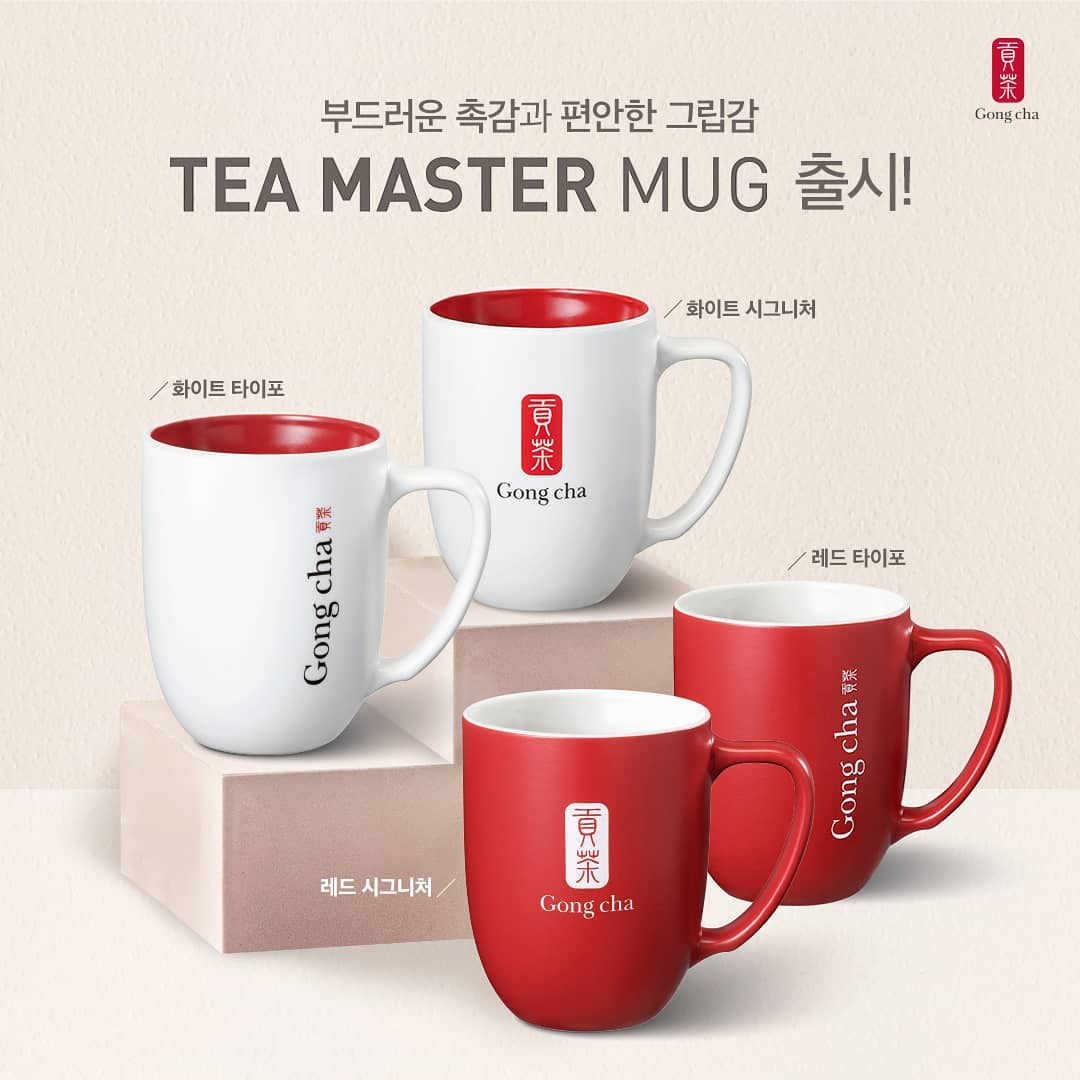 貢茶
Gong cha
부드러운 촉감과 편안한 그립감
TEA MASTER MUG 출시!
화이트 시그니처
貢茶
Gong cha
화이트 타이포
Gong cha 貢茶
레드 타이포
Gong cha 貢茶
레드 시그니처
貢茶
Gong cha